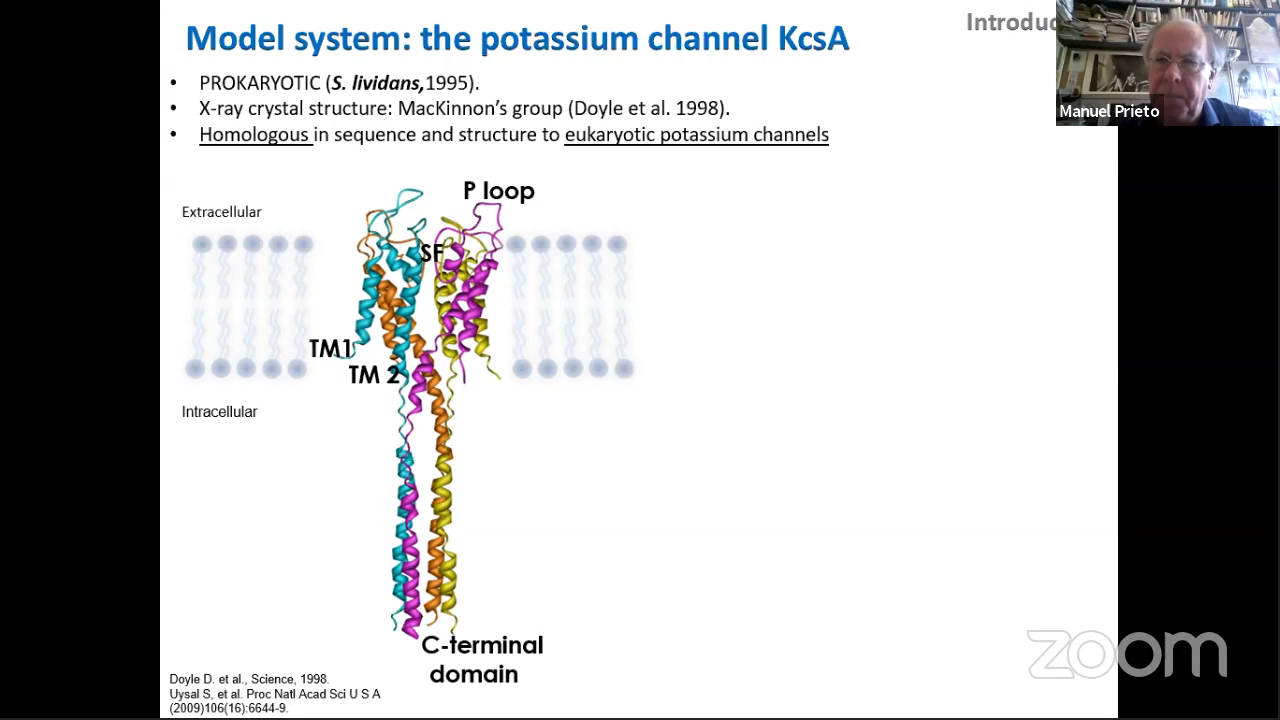 Introduc
Model system: the potassium channel KcsA
Manuel Prieto
• PROKARYOTIC (S. lividans,1995).
• X-ray crystal structure: MacKinnon’s group (Doyle et al. 1998).
• Homologous in sequence and structure to eukaryotic potassium channels
P loop
Extracellular
SF
TM1
TM 2
Intracellular
C-terminal
domain
zoom
Doyle D. et al., Science, 1998.
Uysal S, et al. Proc Natl Acad Sci U S A
(2009)106(16):6644-9.